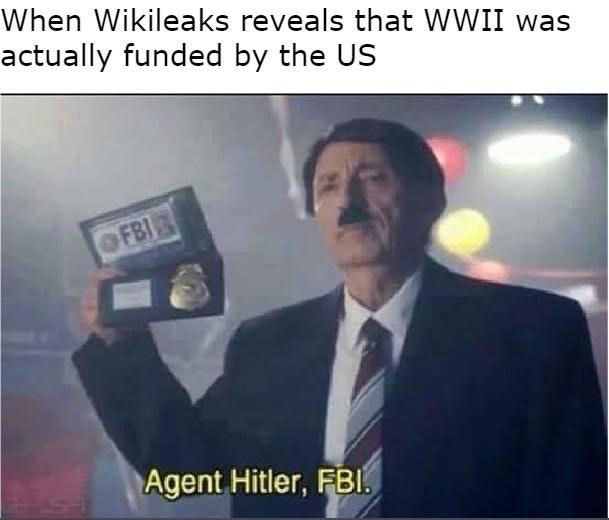 When Wikileaks reveals that WWII was
actually funded by the US
FBI
Agent Hitler, FBI.